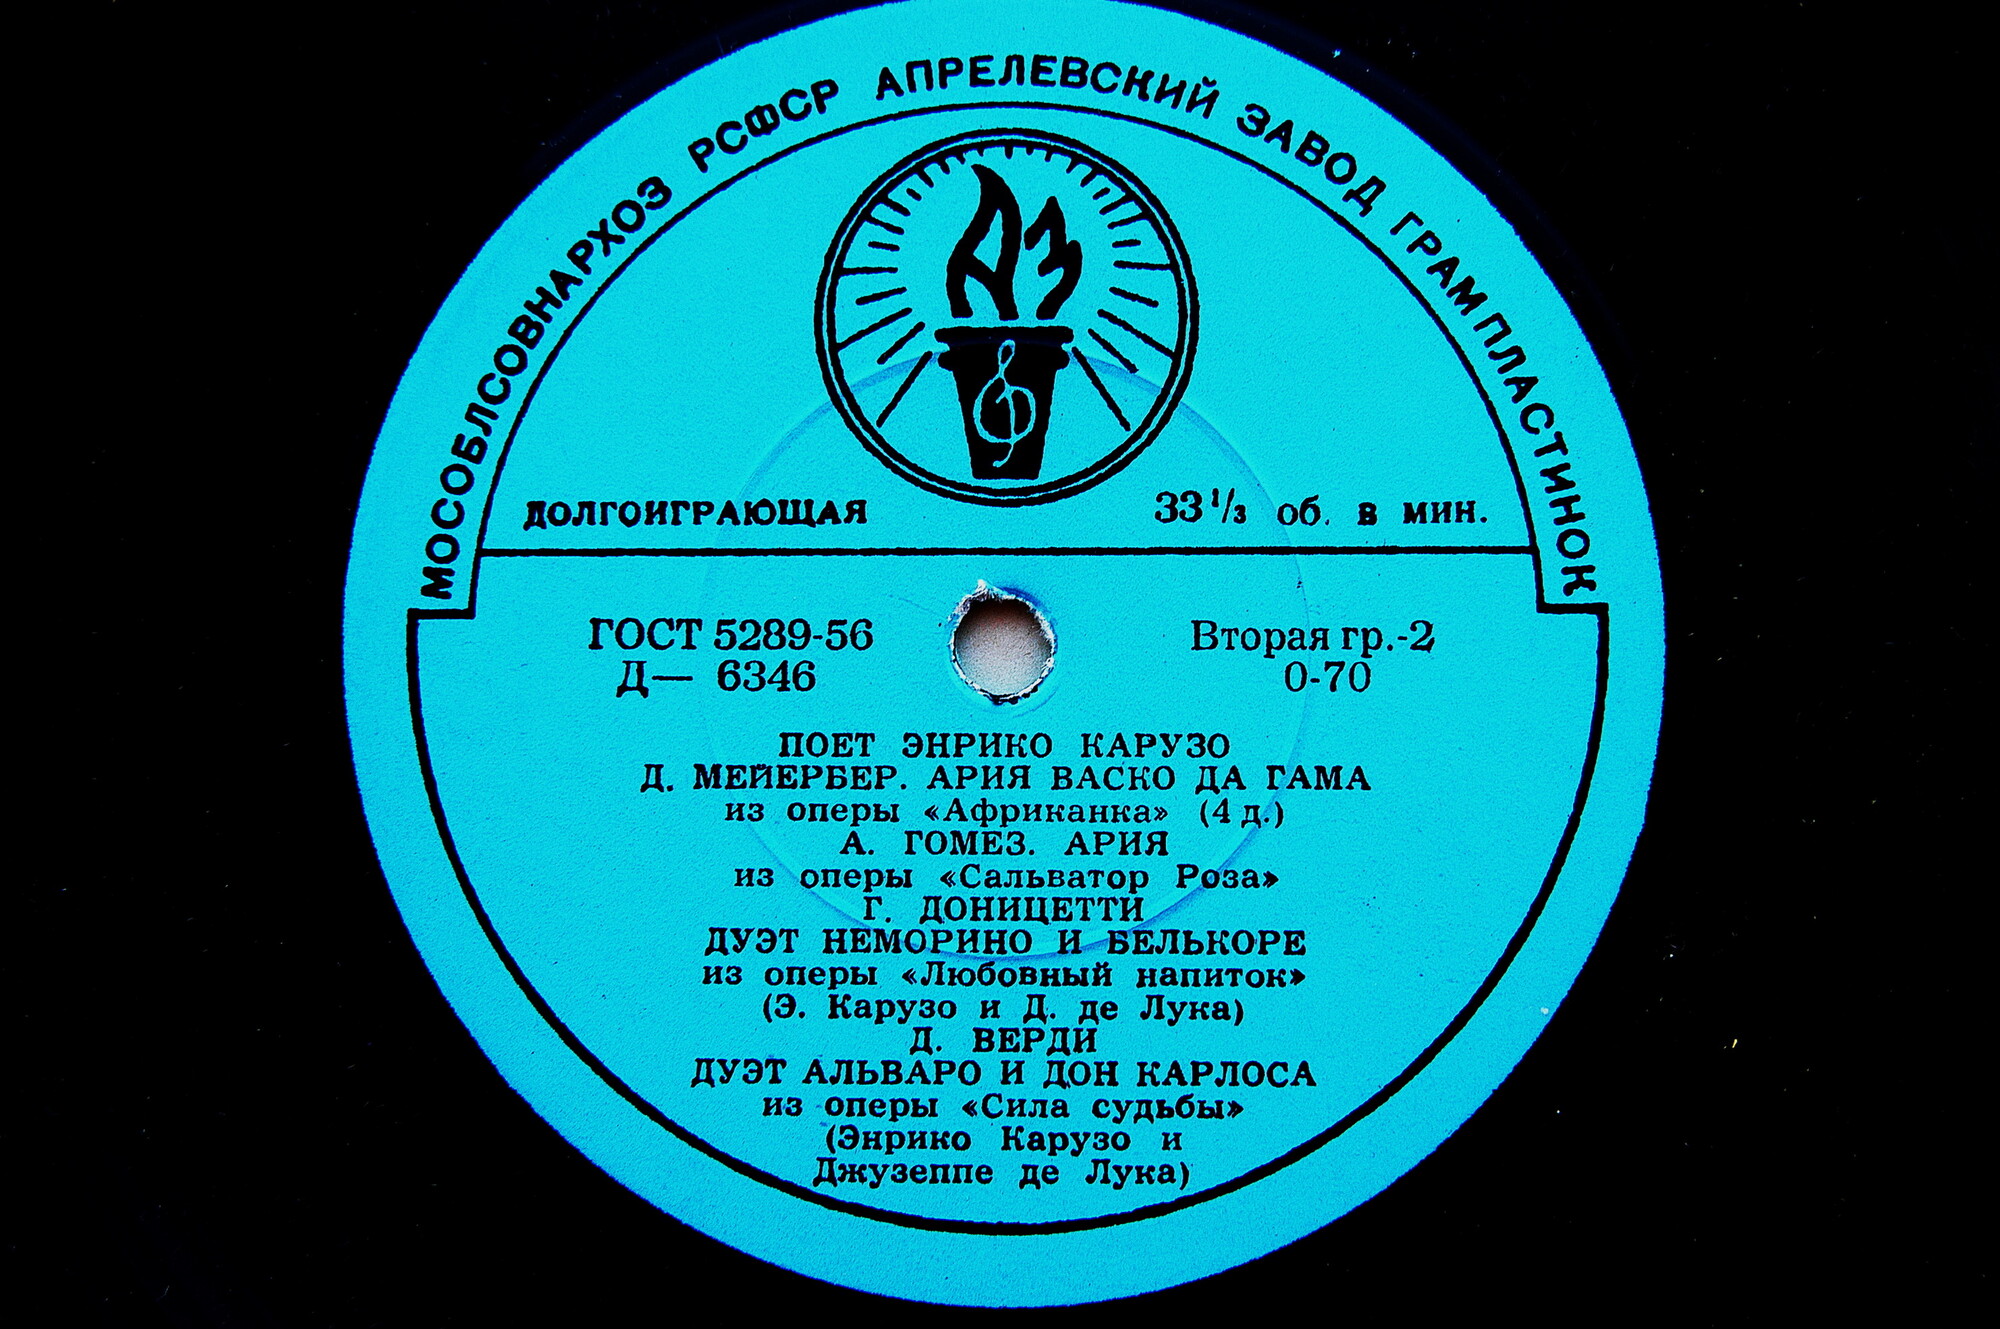 МОСОБЛСОВНАРХОЗ РСФСР АПРЕЛЕВСКИЙ ЗАВОД ГРАМПЛАСТИНОК
АЗ
ДОЛГОИГРАЮЩАЯ 33 1/3 об. в мин.
ГОСТ 5289-56 Вторая гр.-2
Д— 6346 0-70
ПОЕТ ЭНРИКО КАРУЗО
Д. МЕЙЕРБЕР. АРИЯ ВАСКО ДА ГАМА
из оперы «Африканка» (4 д.)
А. ГОМЕЗ. АРИЯ
из оперы «Сальватор Роза»
Г. ДОНИЦЕТТИ
ДУЭТ НЕМОРИНО И БЕЛЬКОРЕ
из оперы «Любовный напиток»
(Э. Карузо и Д. де Лука)
Д. ВЕРДИ
ДУЭТ АЛЬВАРО И ДОН КАРЛОСА
из оперы «Сила судьбы»
(Энрико Карузо и
Джузеппе де Лука)